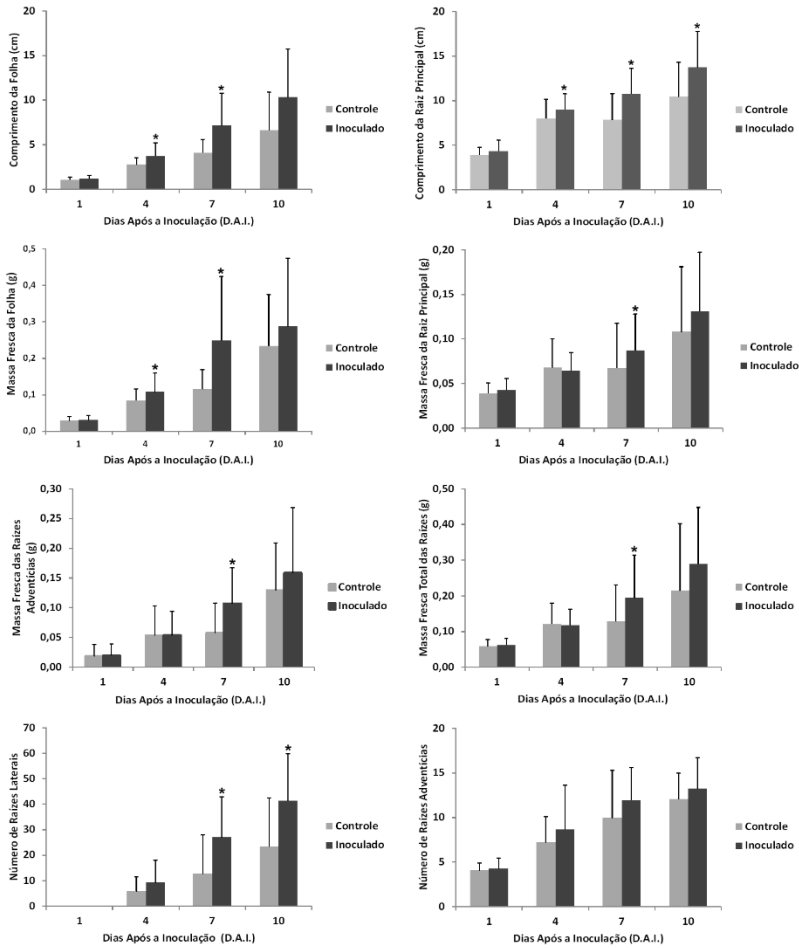 Comprimento da Folha (cm)
20
15
10
5
0
*
*
1 4 7 10
Dias Após a Inoculação (D.A.I.)
Controle
Inoculado
Comprimento da Raiz Principal (cm)
20
15
10
5
0
*
*
*
1 4 7 10
Dias Após a Inoculação (D.A.I.)
Controle
Inoculado
Massa Fresca da Folha (g)
0,5
0,4
0,3
0,2
0,1
0,0
*
*
1 4 7 10
Dias Após a Inoculação (D.A.I.)
Controle
Inoculado
Massa Fresca da Raiz Principal (g)
0,20
0,15
0,10
0,05
0,00
*
1 4 7 10
Dias Após a Inoculação (D.A.I.)
Controle
Inoculado
Massa Fresca das Raízes
Adventícias (g)
0,30
0,25
0,20
0,15
0,10
0,05
0,00
*
1 4 7 10
Dias Após a Inoculação (D.A.I.)
Controle
Inoculado
Massa Fresca Total das Raízes (g)
0,50
0,40
0,30
0,20
0,10
0,00
*
1 4 7 10
Dias Após a Inoculação (D.A.I.)
Controle
Inoculado
Número de Raízes Laterais
70
60
50
40
30
20
10
0
*
*
1 4 7 10
Dias Após a Inoculação (D.A.I.)
Controle
Inoculado
Número de Raízes Adventícias
20
15
10
5
0
1 4 7 10
Dias Após a Inoculação (D.A.I.)
Controle
Inoculado